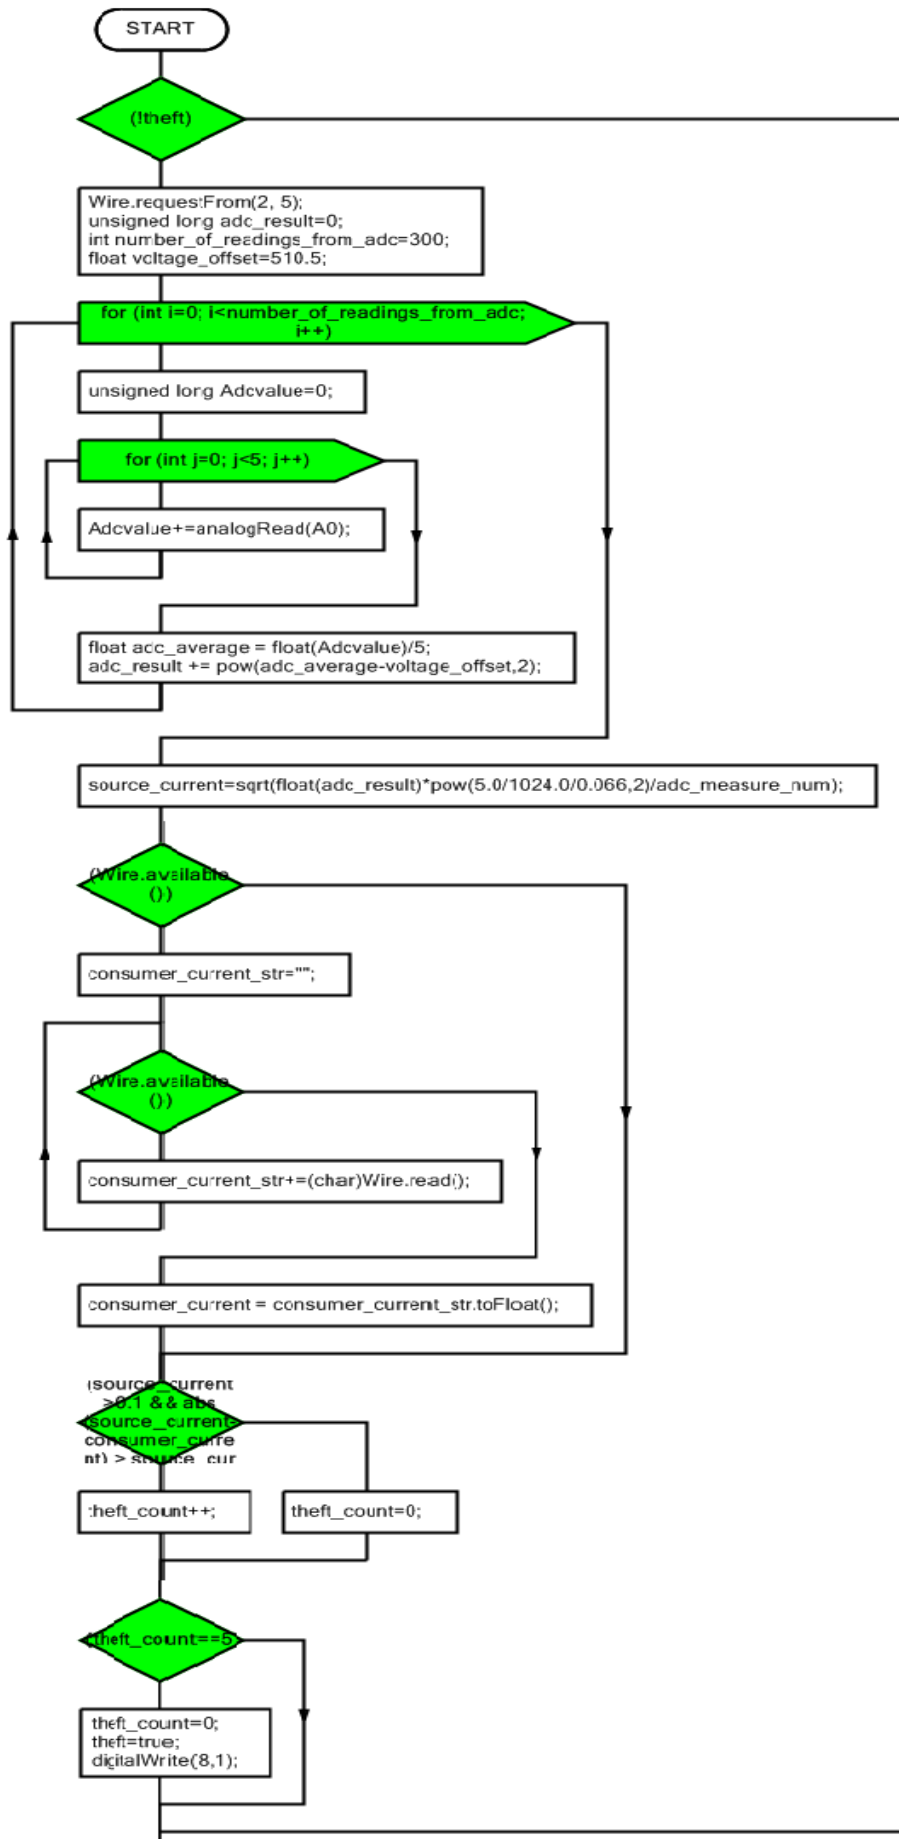 START
(!theft)
Wire.requestFrom(2, 5);
unsigned long adc_result=0;
int number_of_readings_from_adc=300;
float voltage_offset=510.5;
for (int i=0; i<number_of_readings_from_adc;
i++)
unsigned long Adcvalue=0;
for (int j=0; j<5; j++)
Adcvalue+=analogRead(A0);
float adc_average = float(Adcvalue)/5;
adc_result += pow(adc_average-voltage_offset,2);
source_current=sqrt(float(adc_result)*pow(5.0/1024.0/0.066,2)/adc_measure_num);
(Wire.available
())
consumer_current_str="";
(Wire.available
())
consumer_current_str+=(char)Wire.read();
consumer_current = consumer_current_str.toFloat();
(source_current
>0.1 && abs
(source_current-
consumer_curre
nt) > source_cur
theft_count++;
theft_count=0;
(theft_count==5
theft_count=0;
theft=true;
digitalWrite(8,1);